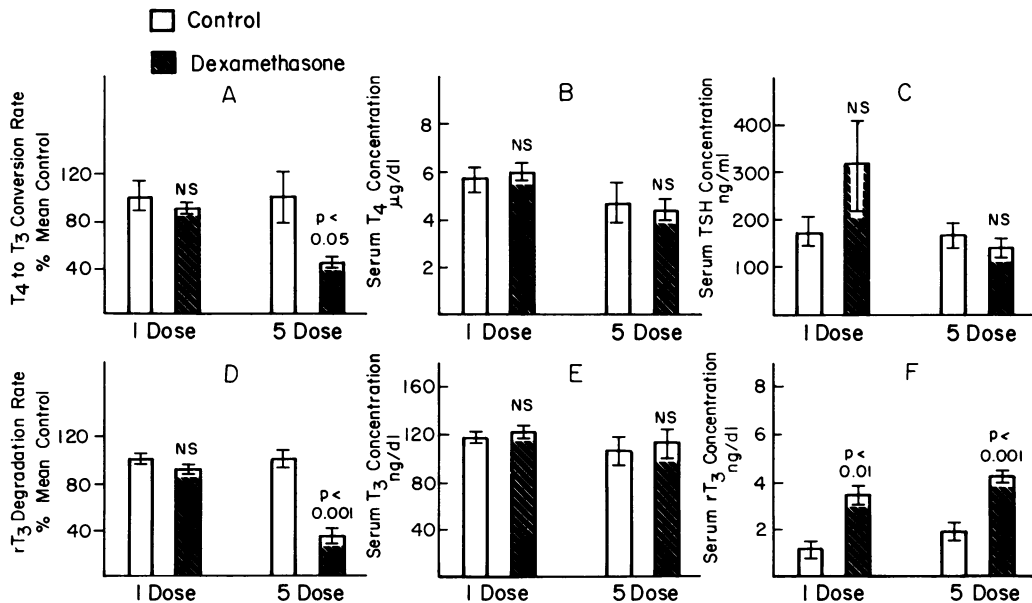 Control
Dexamethasone
A
T4 to T3 Conversion Rate
% Mean Control
120
80
40
NS
p <
0.05
1 Dose
5 Dose
B
Serum T4 Concentration
µg/dl
8
6
4
2
NS
NS
1 Dose
5 Dose
C
Serum TSH Concentration
ng/ml
400
300
200
100
NS
NS
1 Dose
5 Dose
D
rT3 Degradation Rate
% Mean Control
120
80
40
NS
p <
0.001
1 Dose
5 Dose
E
Serum T3 Concentration
ng/dl
160
120
80
40
NS
NS
1 Dose
5 Dose
F
Serum rT3 Concentration
ng/dl
8
6
4
2
p <
0.01
p <
0.001
1 Dose
5 Dose